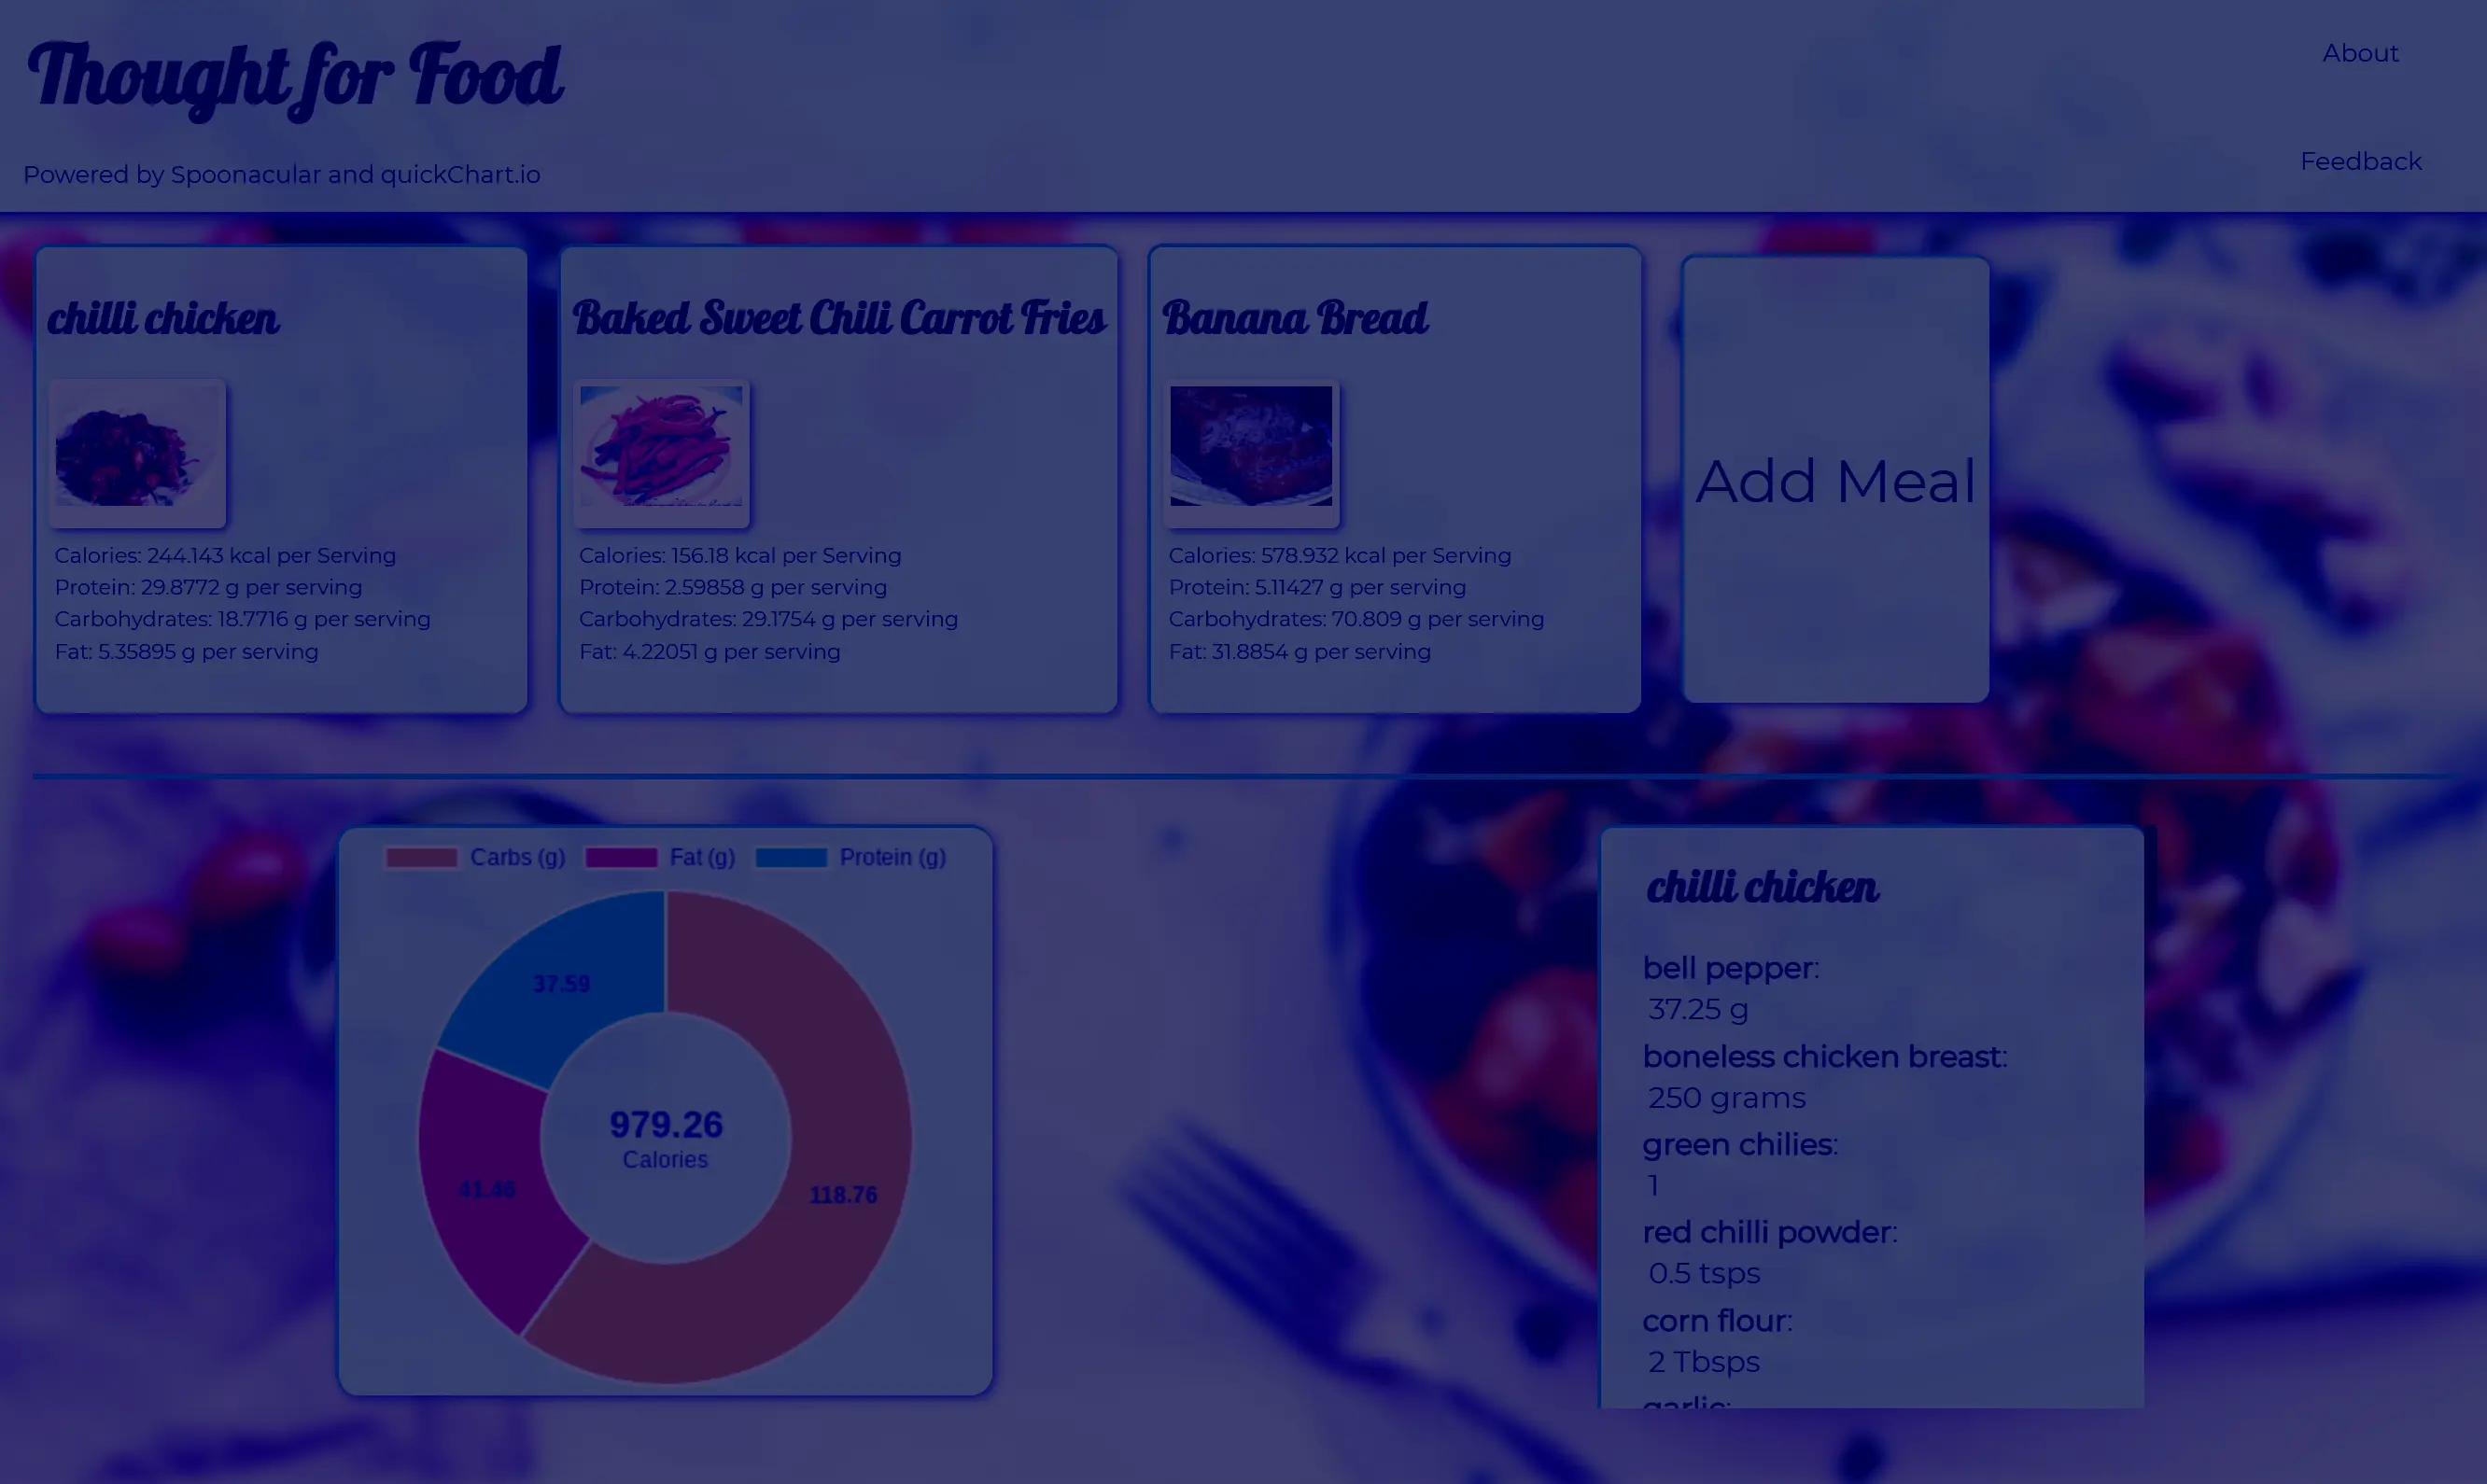 Thought for Food
About
Powered by Spoonacular and quickChart.io
Feedback
chilli chicken
Calories: 244.143 kcal per Serving
Protein: 29.8772 g per serving
Carbohydrates: 18.7716 g per serving
Fat: 5.35895 g per serving
Baked Sweet Chili Carrot Fries
Calories: 156.18 kcal per Serving
Protein: 2.59858 g per serving
Carbohydrates: 29.1754 g per serving
Fat: 4.22051 g per serving
Banana Bread
Calories: 578.932 kcal per Serving
Protein: 5.11427 g per serving
Carbohydrates: 70.809 g per serving
Fat: 31.8854 g per serving
Add Meal
Carbs (g) Fat (g) Protein (g)
37.59
979.26
Calories
41.46
118.76
chilli chicken
bell pepper:
37.25 g
boneless chicken breast:
250 grams
green chilies:
1
red chilli powder:
0.5 tsps
corn flour:
2 Tbsps
garlic: